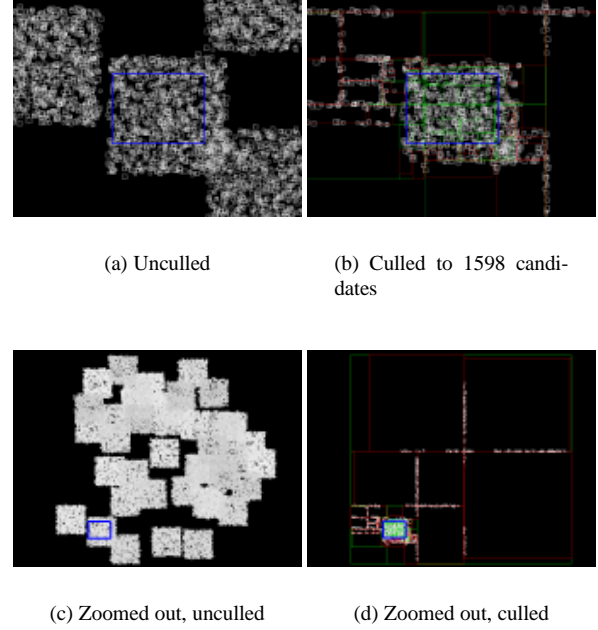 (a) Unculled
(b) Culled to 1598 candi-
dates
(c) Zoomed out, unculled
(d) Zoomed out, culled